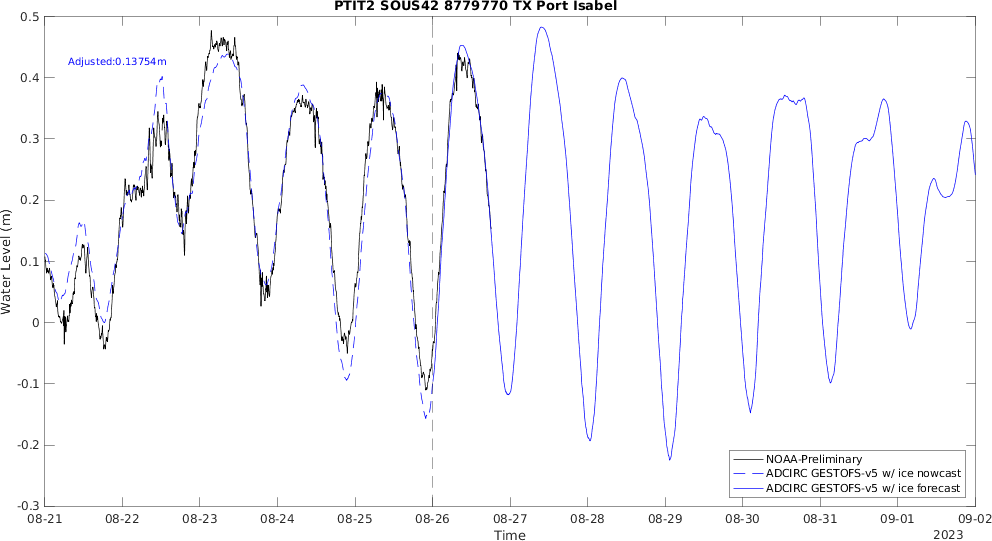 PTIT2 SOUS42 8779770 TX Port Isabel
Adjusted:0.13754m
Water Level (m)
0.5
0.4
0.3
0.2
0.1
0
-0.1
-0.2
-0.3
NOAA-Preliminary
ADCIRC GESTOFS-v5 w/ ice nowcast
ADCIRC GESTOFS-v5 w/ ice forecast
08-21 08-22 08-23 08-24 08-25 08-26 08-27 08-28 08-29 08-30 08-31 09-01 09-02
Time
2023